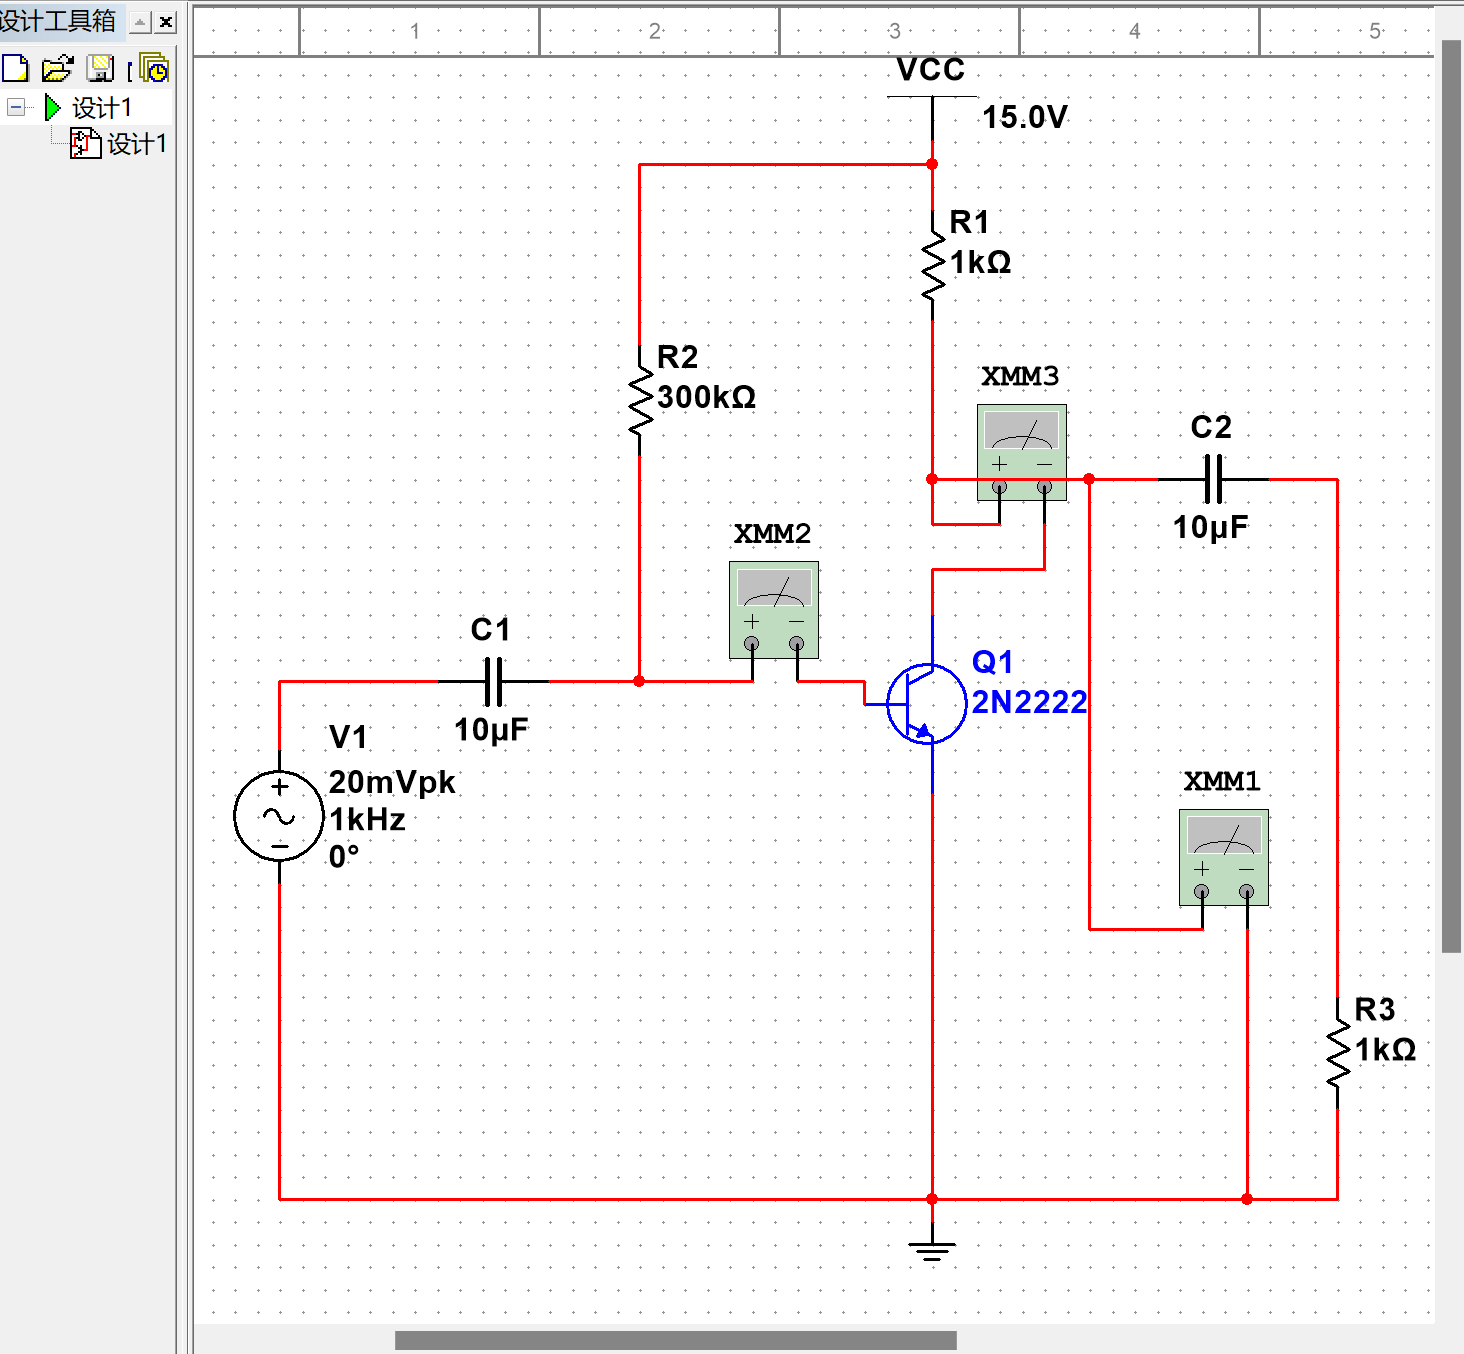 设计工具箱
设计1
设计1
1
2
3
4
5
VCC
15.0V
R1
1kΩ
R2
300kΩ
XMM3
+ −
C2
10µF
XMM2
+ −
C1
10µF
Q1
2N2222
V1
20mVpk
1kHz
0°
+
−
XMM1
+ −
R3
1kΩ